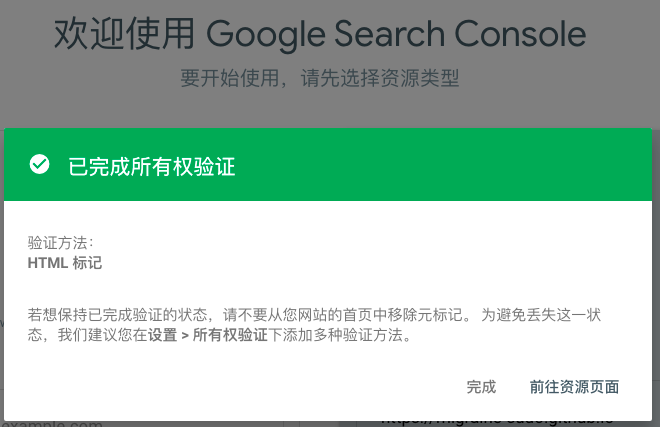 欢迎使用 Google Search Console
要开始使用，请先选择资源类型
已完成所有权验证
验证方法：
HTML 标记
若想保持已完成验证的状态，请不要从您网站的首页中移除元标记。 为避免丢失这一状
态，我们建议您在设置 > 所有权验证下添加多种验证方法。
完成 前往资源页面
example.com